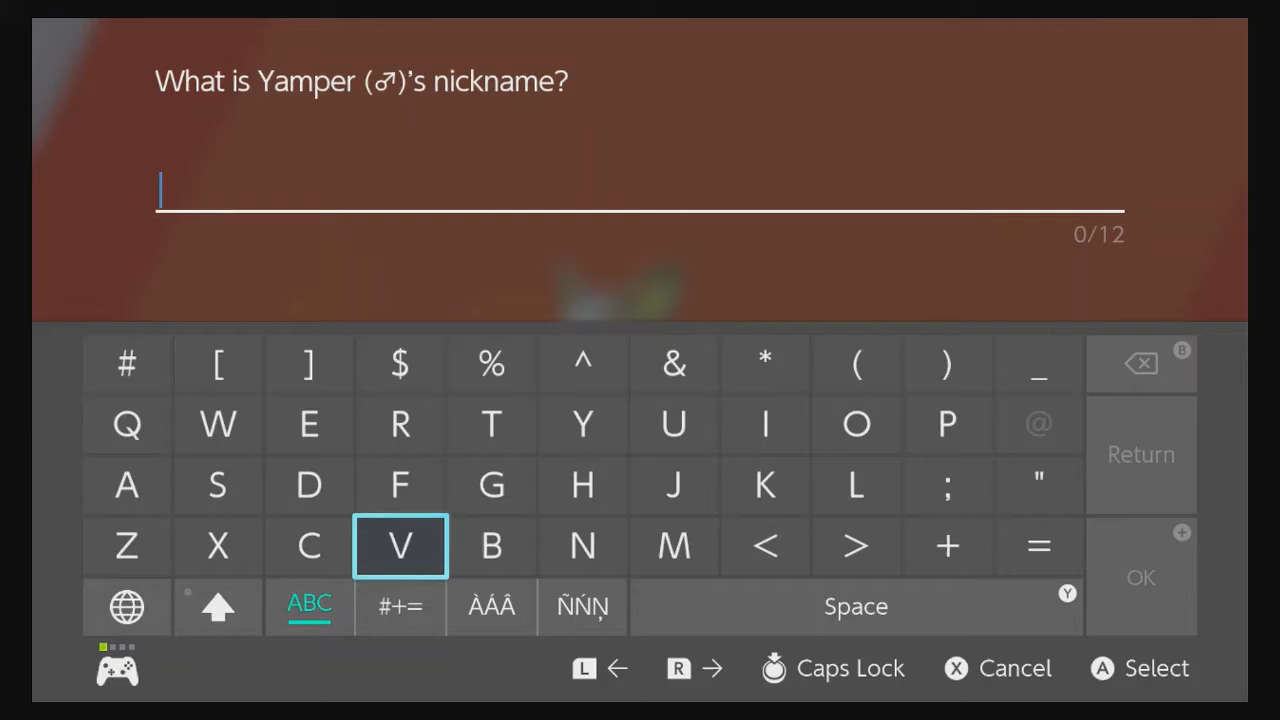 What is Yamper (♂)'s nickname?
0/12
# [ ] $ % ^ & * ( ) _ B
Q W E R T Y U I O P @ Return
A S D F G H J K L ; "
Z X C V B N M < > + = OK
ABC #+= ÀÁÂ ÑŃŅ Space Y
L ← R → Caps Lock X Cancel A Select